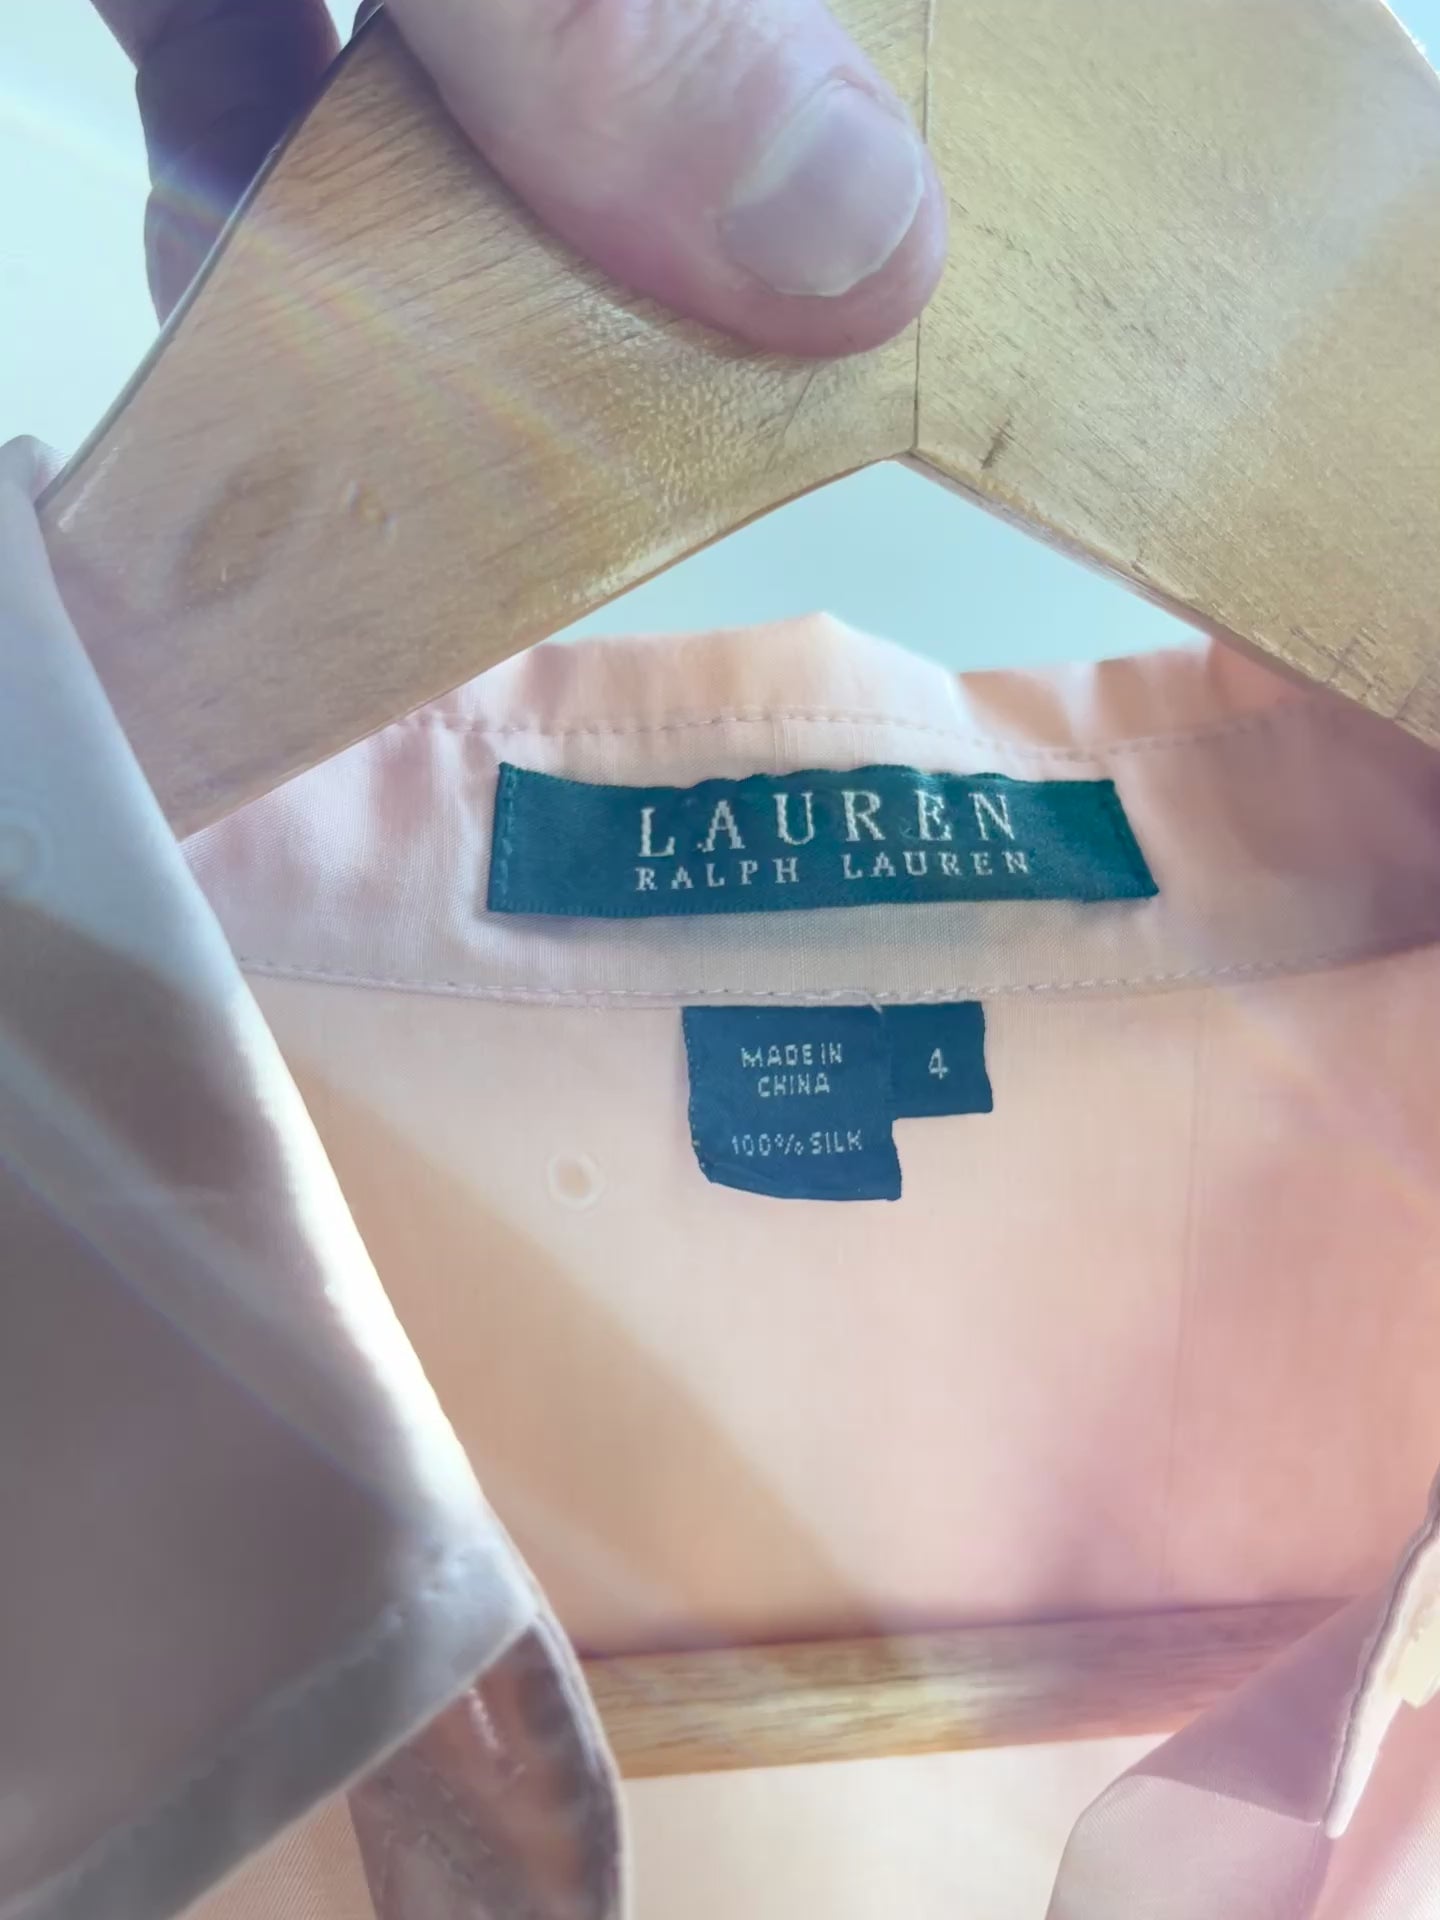 LAUREN
RALPH LAUREN
MADE IN
CHINA
4
100% SILK